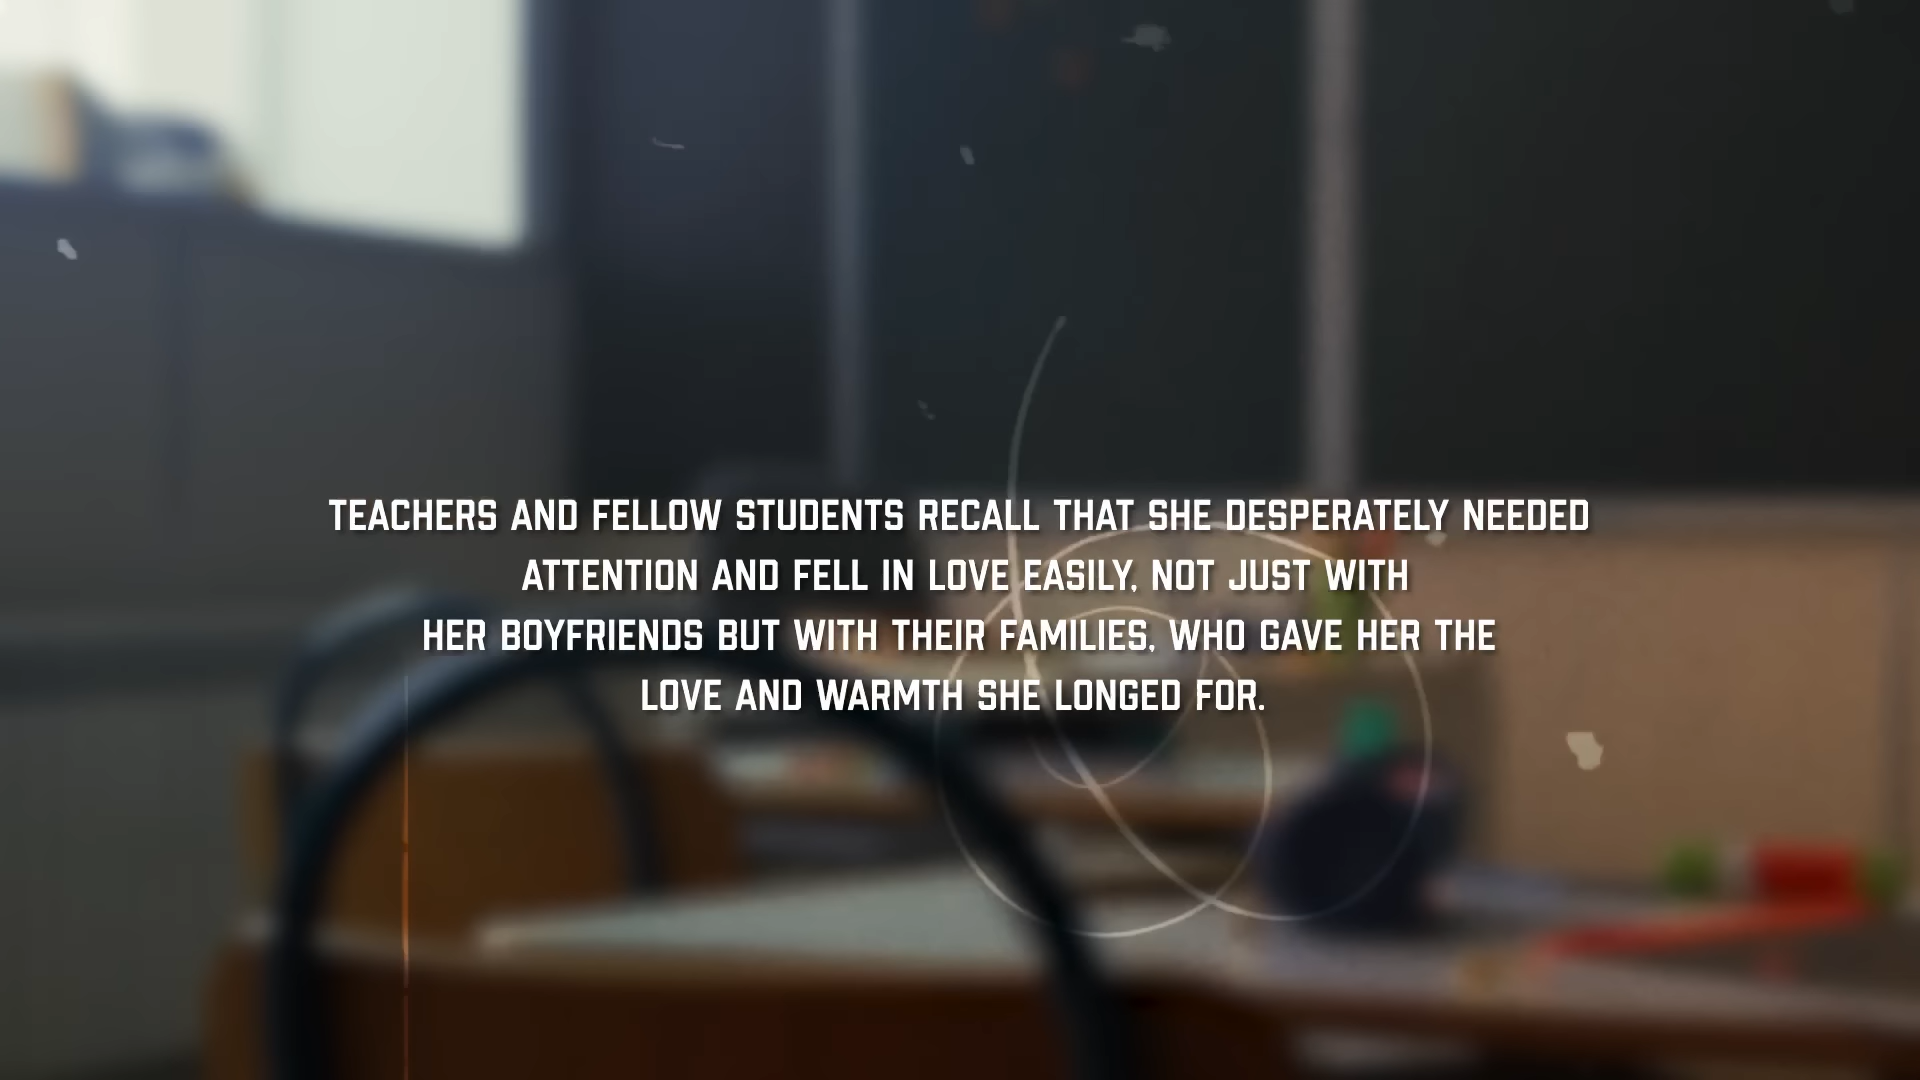 TEACHERS AND FELLOW STUDENTS RECALL THAT SHE DESPERATELY NEEDED
ATTENTION AND FELL IN LOVE EASILY, NOT JUST WITH
HER BOYFRIENDS BUT WITH THEIR FAMILIES, WHO GAVE HER THE
LOVE AND WARMTH SHE LONGED FOR.